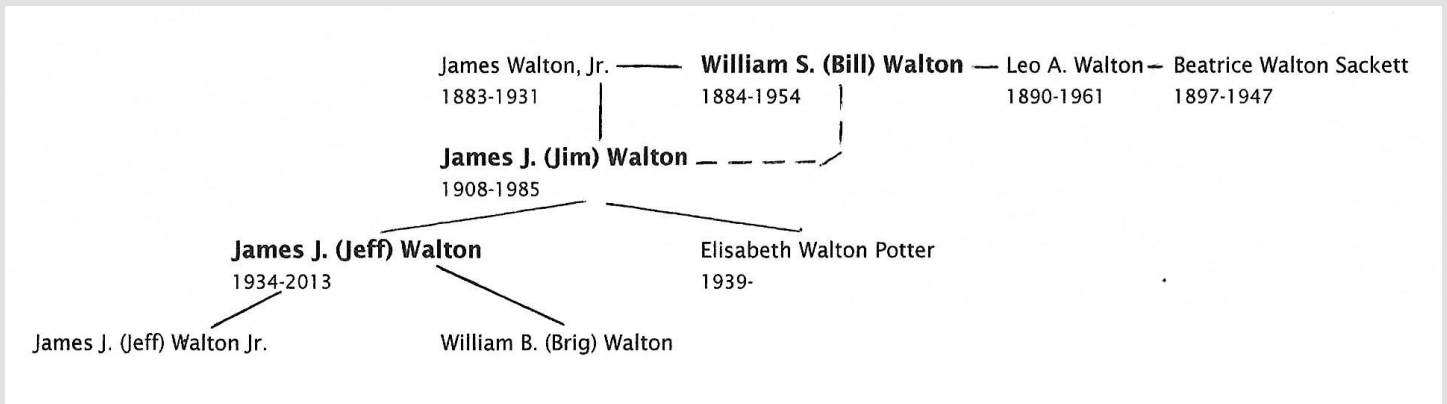 James Walton, Jr. William S. (Bill) Walton Leo A. Walton Beatrice Walton Sackett
1883-1931 1884-1954 1890-1961 1897-1947
James J. (Jim) Walton
1908-1985
James J. (Jeff) Walton Elisabeth Walton Potter
1934-2013 1939-
James J. (Jeff) Walton Jr. William B. (Brig) Walton